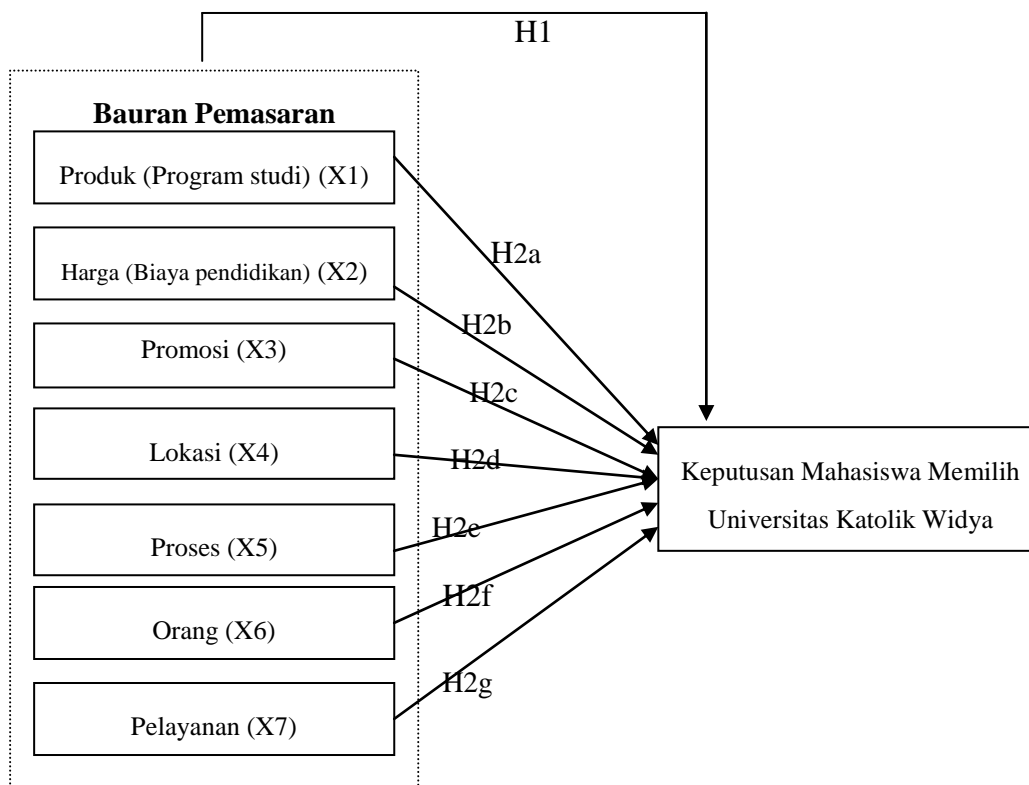 H1
Bauran Pemasaran
Produk (Program studi) (X1)
H2a
Harga (Biaya pendidikan) (X2)
H2b
Promosi (X3)
H2c
Lokasi (X4)
H2d
Keputusan Mahasiswa Memilih
Universitas Katolik Widya
Proses (X5)
H2e
Orang (X6)
H2f
Pelayanan (X7)
H2g